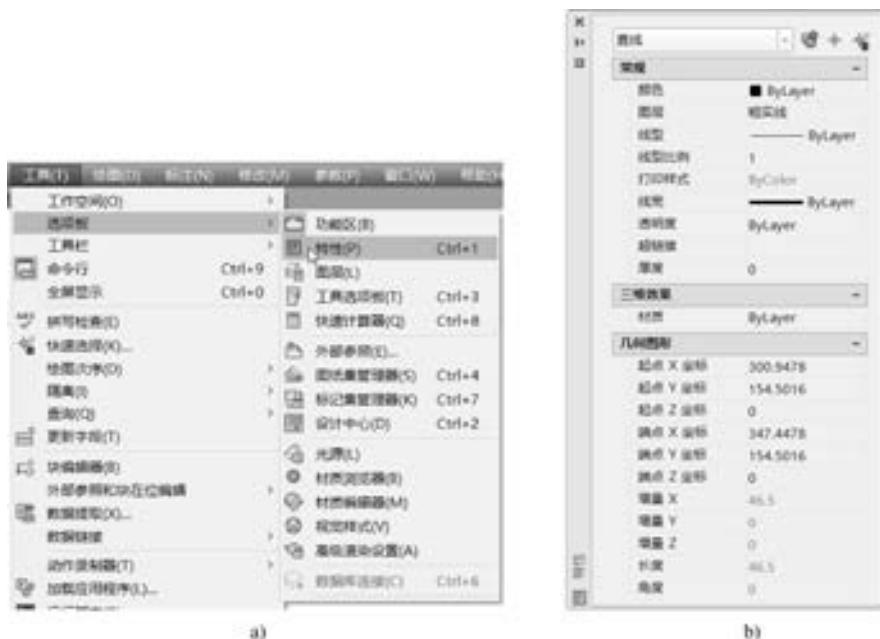 工具(T) 绘图(D) 标注(N) 修改(M) 参数(P) 窗口(W) 帮助(H
工作空间(O)
选项板
工具栏
命令行 Ctrl+9
全屏显示 Ctrl+0
拼写检查(E)
快速选择(K)...
绘图次序(O)
隔离(I)
查询(Q)
更新字段(T)
块编辑器(B)
外部参照和块在位编辑
数据提取(X)...
数据链接
动作录制器(T)
加载应用程序(L)...
功能区(B)
特性(P) Ctrl+1
图层(L)
工具选项板(T) Ctrl+3
快速计算器(Q) Ctrl+8
外部参照(E)...
图纸集管理器(S) Ctrl+4
标记集管理器(K) Ctrl+7
设计中心(D) Ctrl+2
光源(L)
材质浏览器(B)
材质编辑器(M)
视觉样式(V)
高级渲染设置(A)
数据库连接(C) Ctrl+6
a)
直线
常规
颜色 ByLayer
图层 粗实线
线型 ByLayer
线型比例 1
打印样式 ByColor
线宽 ByLayer
透明度 ByLayer
超链接
厚度 0
三维效果
材质 ByLayer
几何图形
起点 X 坐标 300.9478
起点 Y 坐标 154.5016
起点 Z 坐标 0
端点 X 坐标 347.4478
端点 Y 坐标 154.5016
端点 Z 坐标 0
增量 X 46.5
增量 Y 0
增量 Z 0
长度 46.5
角度 0
特性
b)